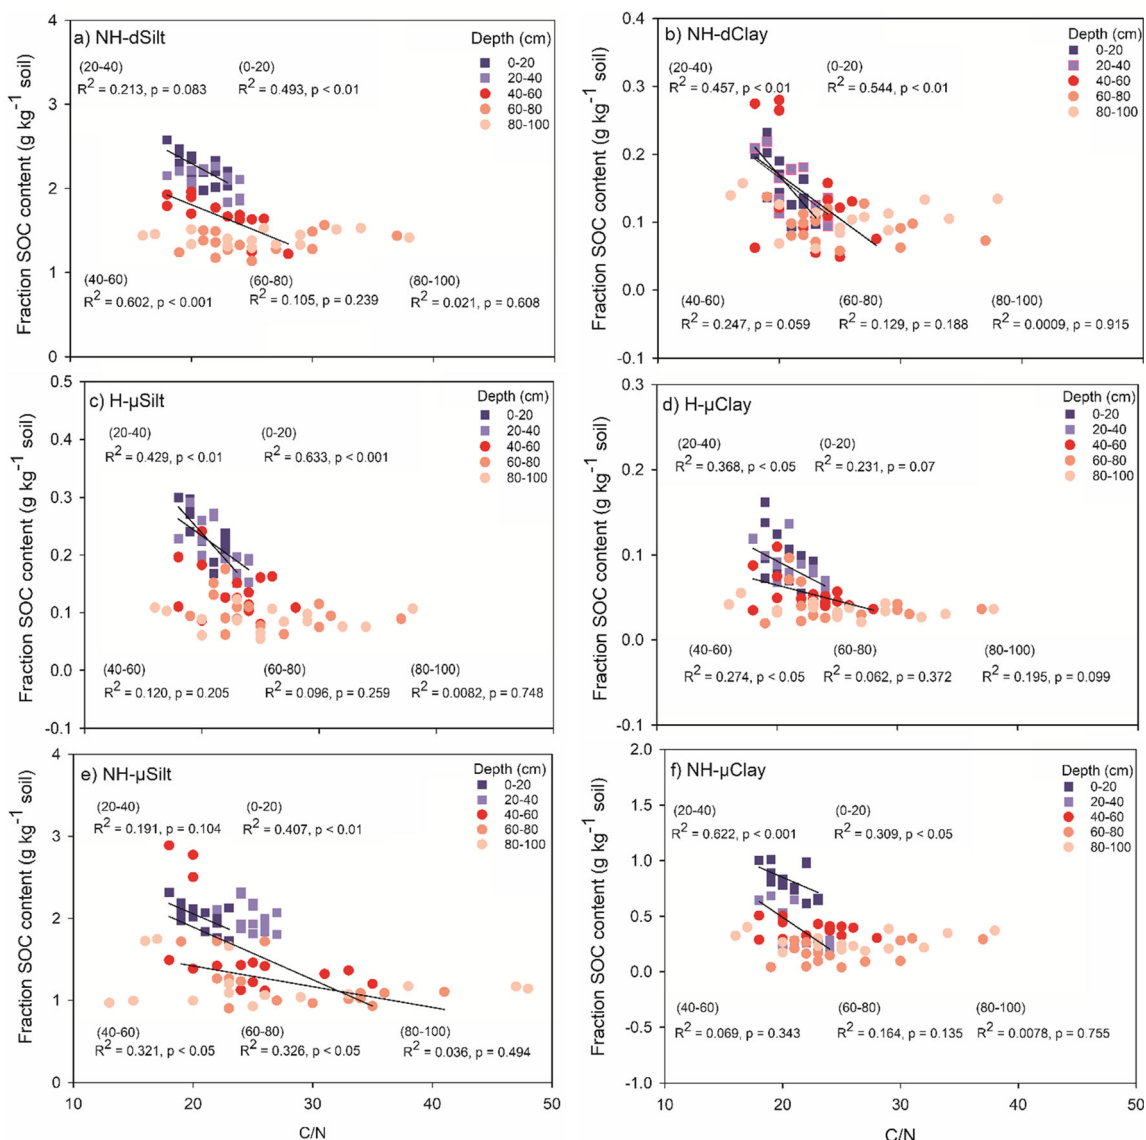 Fraction SOC content (g kg⁻¹ soil)
4
3
2
1
0
a) NH-dSilt
Depth (cm)
0-20
20-40
40-60
60-80
80-100
(20-40) (0-20)
R² = 0.213, p = 0.083 R² = 0.493, p < 0.01
(40-60) (60-80) (80-100)
R² = 0.602, p < 0.001 R² = 0.105, p = 0.239 R² = 0.021, p = 0.608
20
30
40
50
Fraction SOC content (g kg⁻¹ soil)
0.4
0.3
0.2
0.1
0.0
-0.1
b) NH-dClay
Depth (cm)
0-20
20-40
40-60
60-80
80-100
(20-40) (0-20)
R² = 0.457, p < 0.01 R² = 0.544, p < 0.01
(40-60) (60-80) (80-100)
R² = 0.247, p = 0.059 R² = 0.129, p = 0.188 R² = 0.0009, p = 0.915
20
30
40
50
Fraction SOC content (g kg⁻¹ soil)
0.5
0.4
0.3
0.2
0.1
0.0
-0.1
c) H-µSilt
Depth (cm)
0-20
20-40
40-60
60-80
80-100
(20-40) (0-20)
R² = 0.429, p < 0.01 R² = 0.633, p < 0.001
(40-60) (60-80) (80-100)
R² = 0.120, p = 0.205 R² = 0.096, p = 0.259 R² = 0.0082, p = 0.748
20
30
40
50
Fraction SOC content (g kg⁻¹ soil)
0.3
0.2
0.1
0.0
-0.1
d) H-µClay
Depth (cm)
0-20
20-40
40-60
60-80
80-100
(20-40) (0-20)
R² = 0.368, p < 0.05 R² = 0.231, p = 0.07
(40-60) (60-80) (80-100)
R² = 0.274, p < 0.05 R² = 0.062, p = 0.372 R² = 0.195, p = 0.099
20
30
40
50
Fraction SOC content (g kg⁻¹ soil)
4
3
2
1
0
e) NH-µSilt
Depth (cm)
0-20
20-40
40-60
60-80
80-100
(20-40) (0-20)
R² = 0.191, p = 0.104 R² = 0.407, p < 0.01
(40-60) (60-80) (80-100)
R² = 0.321, p < 0.05 R² = 0.326, p < 0.05 R² = 0.036, p = 0.494
10 20 30 40 50
C/N
Fraction SOC content (g kg⁻¹ soil)
2.0
1.5
1.0
0.5
0.0
-0.5
-1.0
f) NH-µClay
Depth (cm)
0-20
20-40
40-60
60-80
80-100
(20-40) (0-20)
R² = 0.622, p < 0.001 R² = 0.309, p < 0.05
(40-60) (60-80) (80-100)
R² = 0.069, p = 0.343 R² = 0.164, p = 0.135 R² = 0.0078, p = 0.755
10 20 30 40 50
C/N